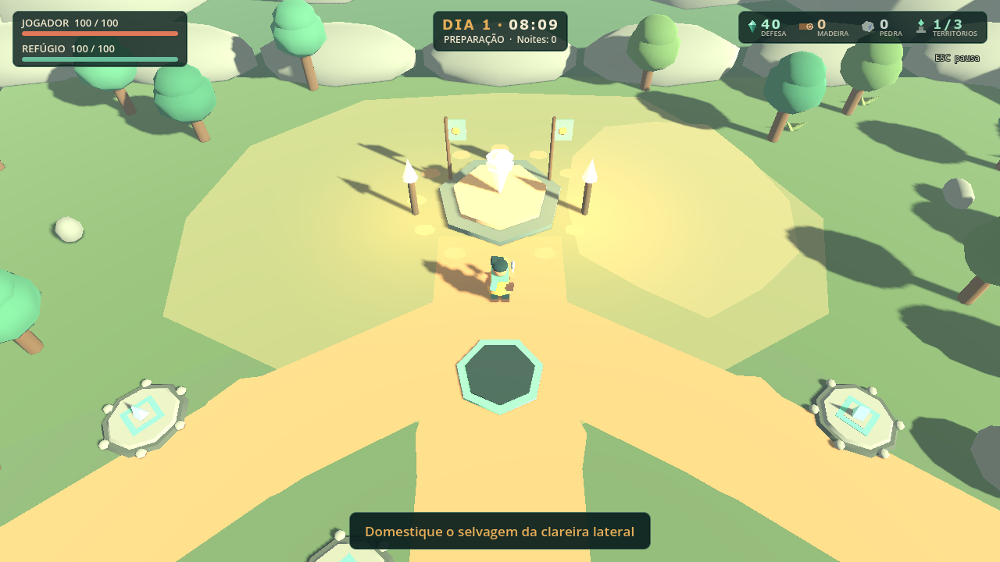 JOGADOR 100 / 100
REFÚGIO 100 / 100
DIA 1 · 08:09
PREPARAÇÃO · Noites: 0
40 DEFESA
0 MADEIRA
0 PEDRA
1 / 3 TERRITÓRIOS
ESC pausa
Domestique o selvagem da clareira lateral